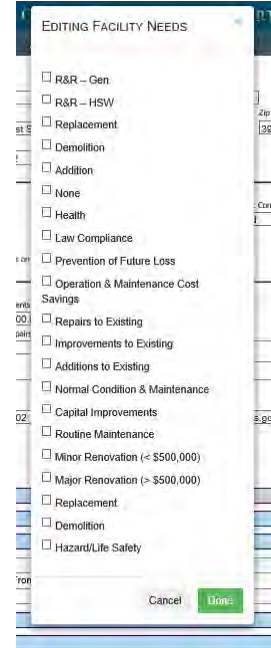 EDITING FACILITY NEEDS
R&R – Gen
R&R – HSW
Replacement
Demolition
Addition
None
Health
Law Compliance
Prevention of Future Loss
Operation & Maintenance Cost
Savings
Repairs to Existing
Improvements to Existing
Additions to Existing
Normal Condition & Maintenance
Capital Improvements
Routine Maintenance
Minor Renovation (< $500,000)
Major Renovation (> $500,000)
Replacement
Demolition
Hazard/Life Safety
Cancel
Done
Zip